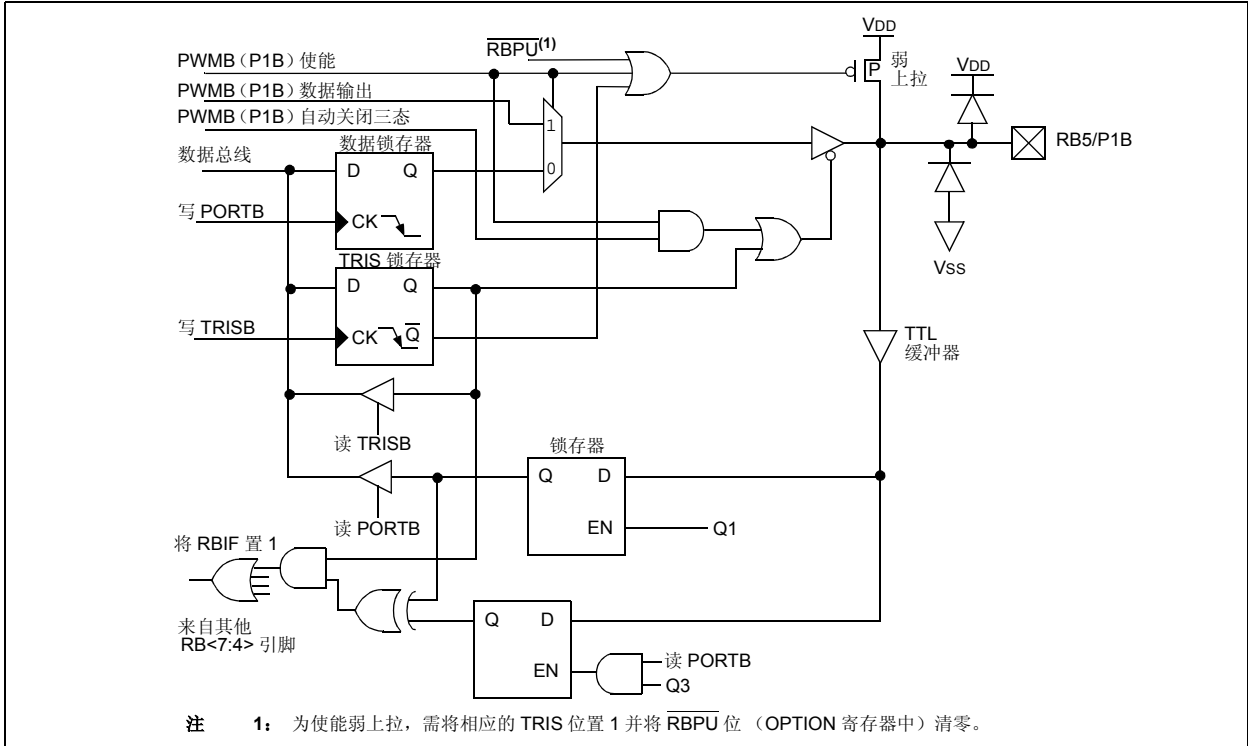 VDD
RBPU(1)
PWMB（P1B）使能
弱
上拉
P
VDD
PWMB（P1B）数据输出
PWMB（P1B）自动关闭三态
1
0
数据锁存器
数据总线
D Q
RB5/P1B
写 PORTB
CK
VSS
TRIS 锁存器
D Q
写 TRISB
CK Q
TTL
缓冲器
读 TRISB
锁存器
Q D
读 PORTB
EN
Q1
将 RBIF 置 1
来自其他
RB<7:4> 引脚
Q D
EN
读 PORTB
Q3
注 1： 为使能弱上拉，需将相应的 TRIS 位置 1 并将 RBPU 位 （OPTION 寄存器中）清零。